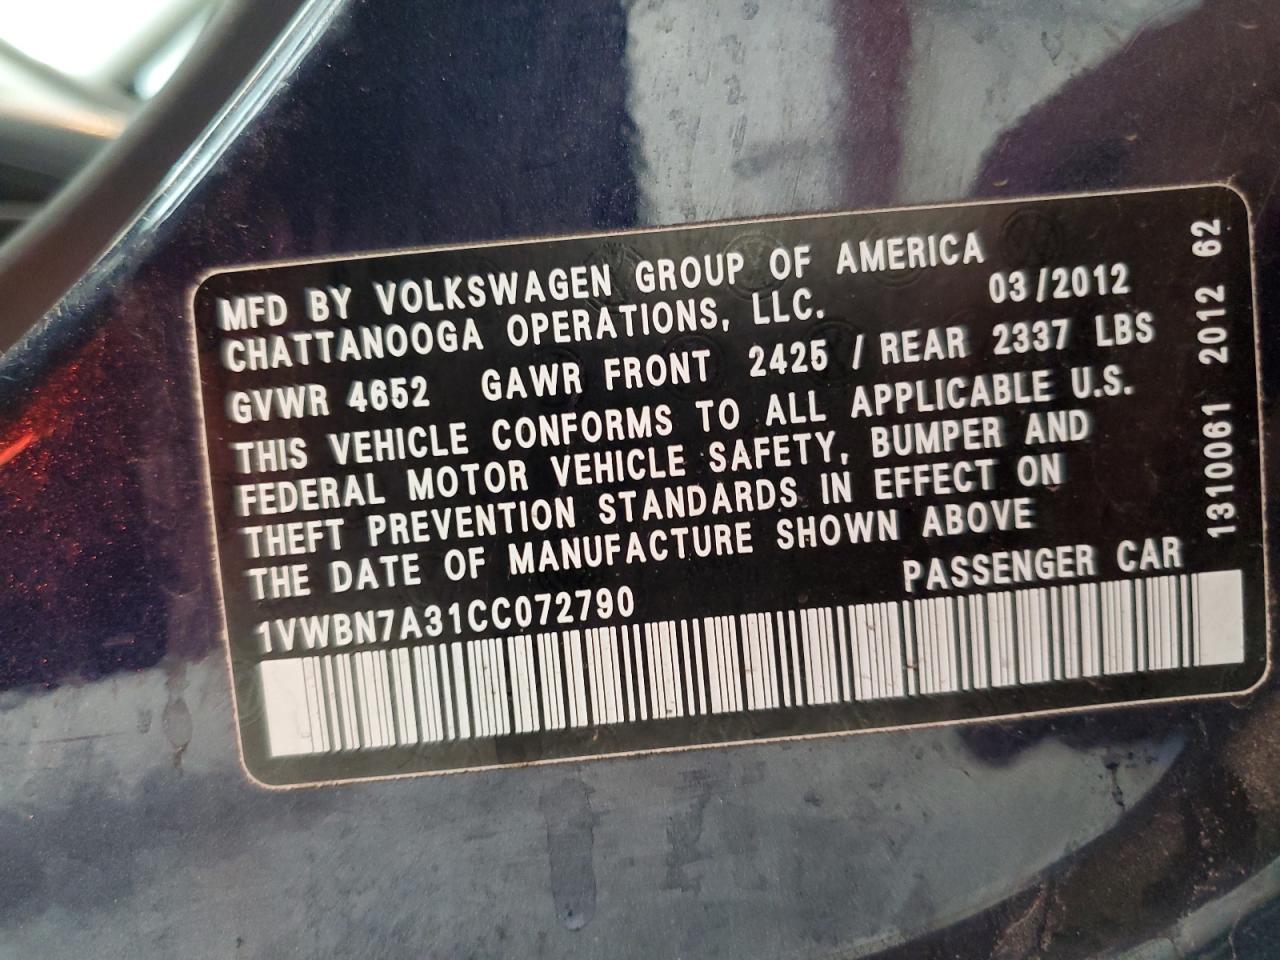 MFD BY VOLKSWAGEN GROUP OF AMERICA
CHATTANOOGA OPERATIONS, LLC. 03/2012
GVWR 4652 GAWR FRONT 2425 / REAR 2337 LBS
THIS VEHICLE CONFORMS TO ALL APPLICABLE U.S.
FEDERAL MOTOR VEHICLE SAFETY, BUMPER AND
THEFT PREVENTION STANDARDS IN EFFECT ON
THE DATE OF MANUFACTURE SHOWN ABOVE
1VWBN7A31CC072790 PASSENGER CAR
1310061 2012 62